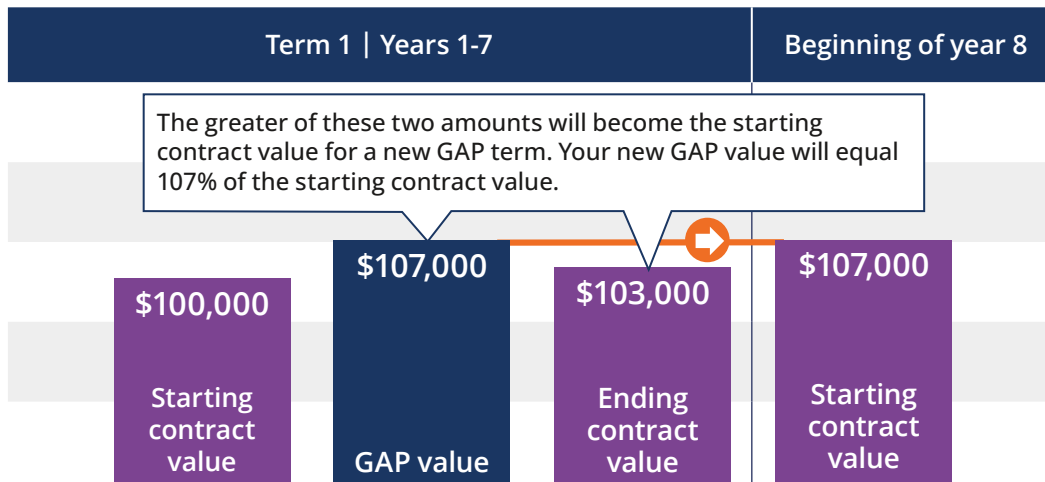 Term 1 | Years 1-7
Beginning of year 8
The greater of these two amounts will become the starting
contract value for a new GAP term. Your new GAP value will equal
107% of the starting contract value.
$100,000
Starting
contract
value
$107,000
GAP value
$103,000
Ending
contract
value
$107,000
Starting
contract
value